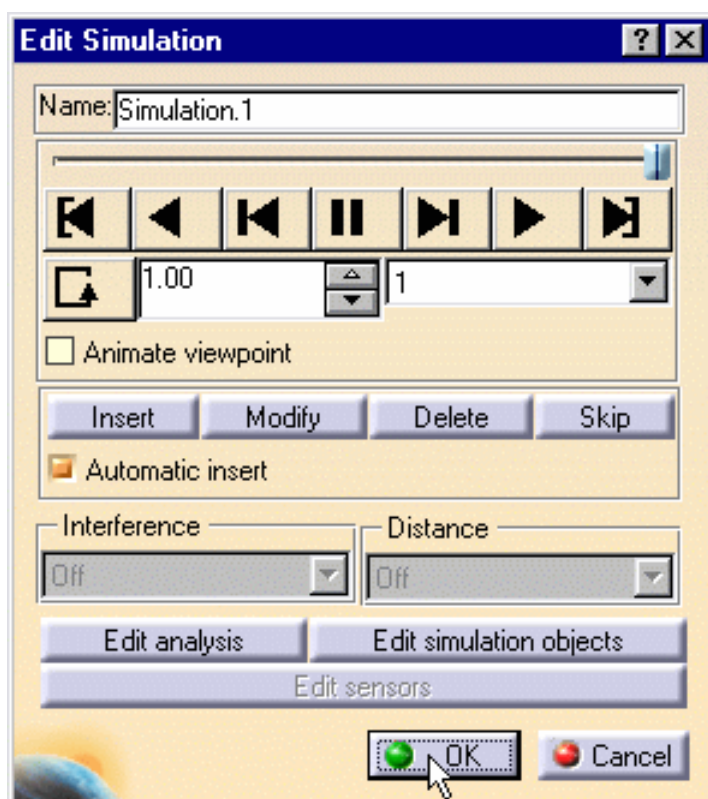 Edit Simulation ?
Name: Simulation.1
1.00 1
Animate viewpoint
Insert Modify Delete Skip
Automatic insert
Interference Distance
Off Off
Edit analysis Edit simulation objects
Edit sensors
OK Cancel